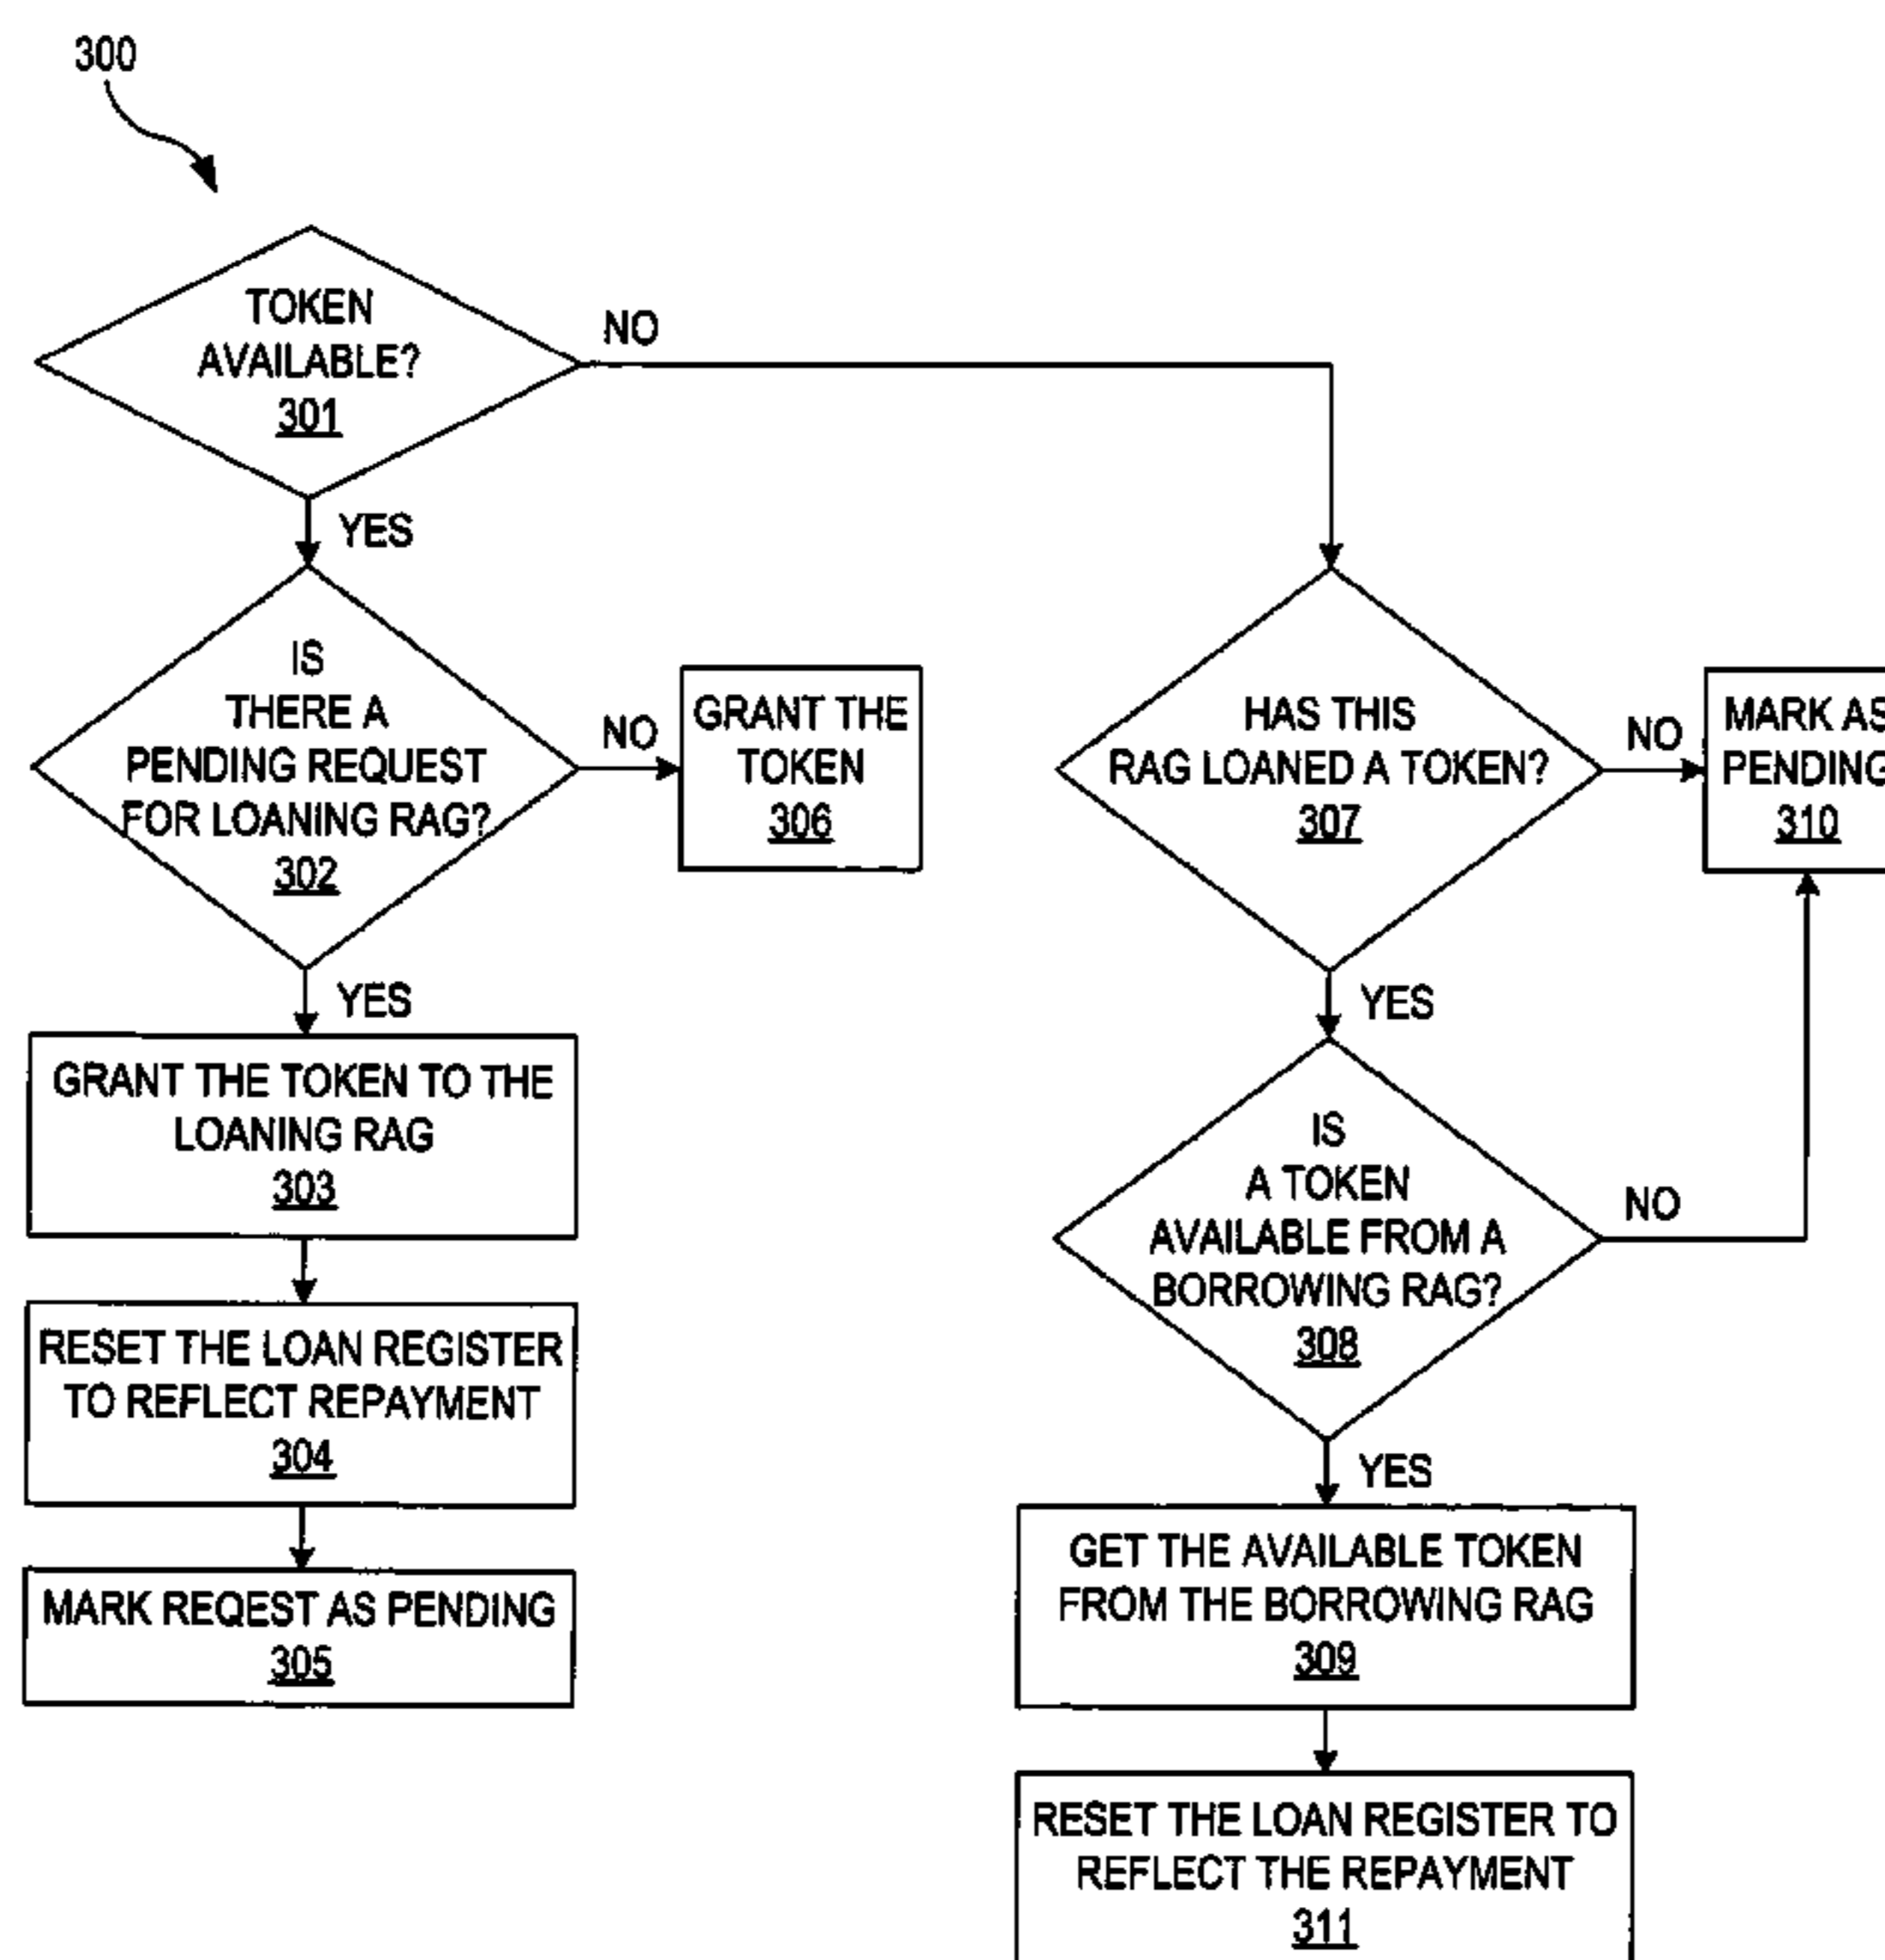 300
TOKEN
AVAILABLE?
301
NO
YES
IS
THERE A
PENDING REQUEST
FOR LOANING RAG?
302
NO
GRANT THE
TOKEN
306
YES
GRANT THE TOKEN TO THE
LOANING RAG
303
RESET THE LOAN REGISTER
TO REFLECT REPAYMENT
304
MARK REQEST AS PENDING
305
HAS THIS
RAG LOANED A TOKEN?
307
NO
MARK AS
PENDING
310
YES
IS
A TOKEN
AVAILABLE FROM A
BORROWING RAG?
308
NO
YES
GET THE AVAILABLE TOKEN
FROM THE BORROWING RAG
309
RESET THE LOAN REGISTER TO
REFLECT THE REPAYMENT
311